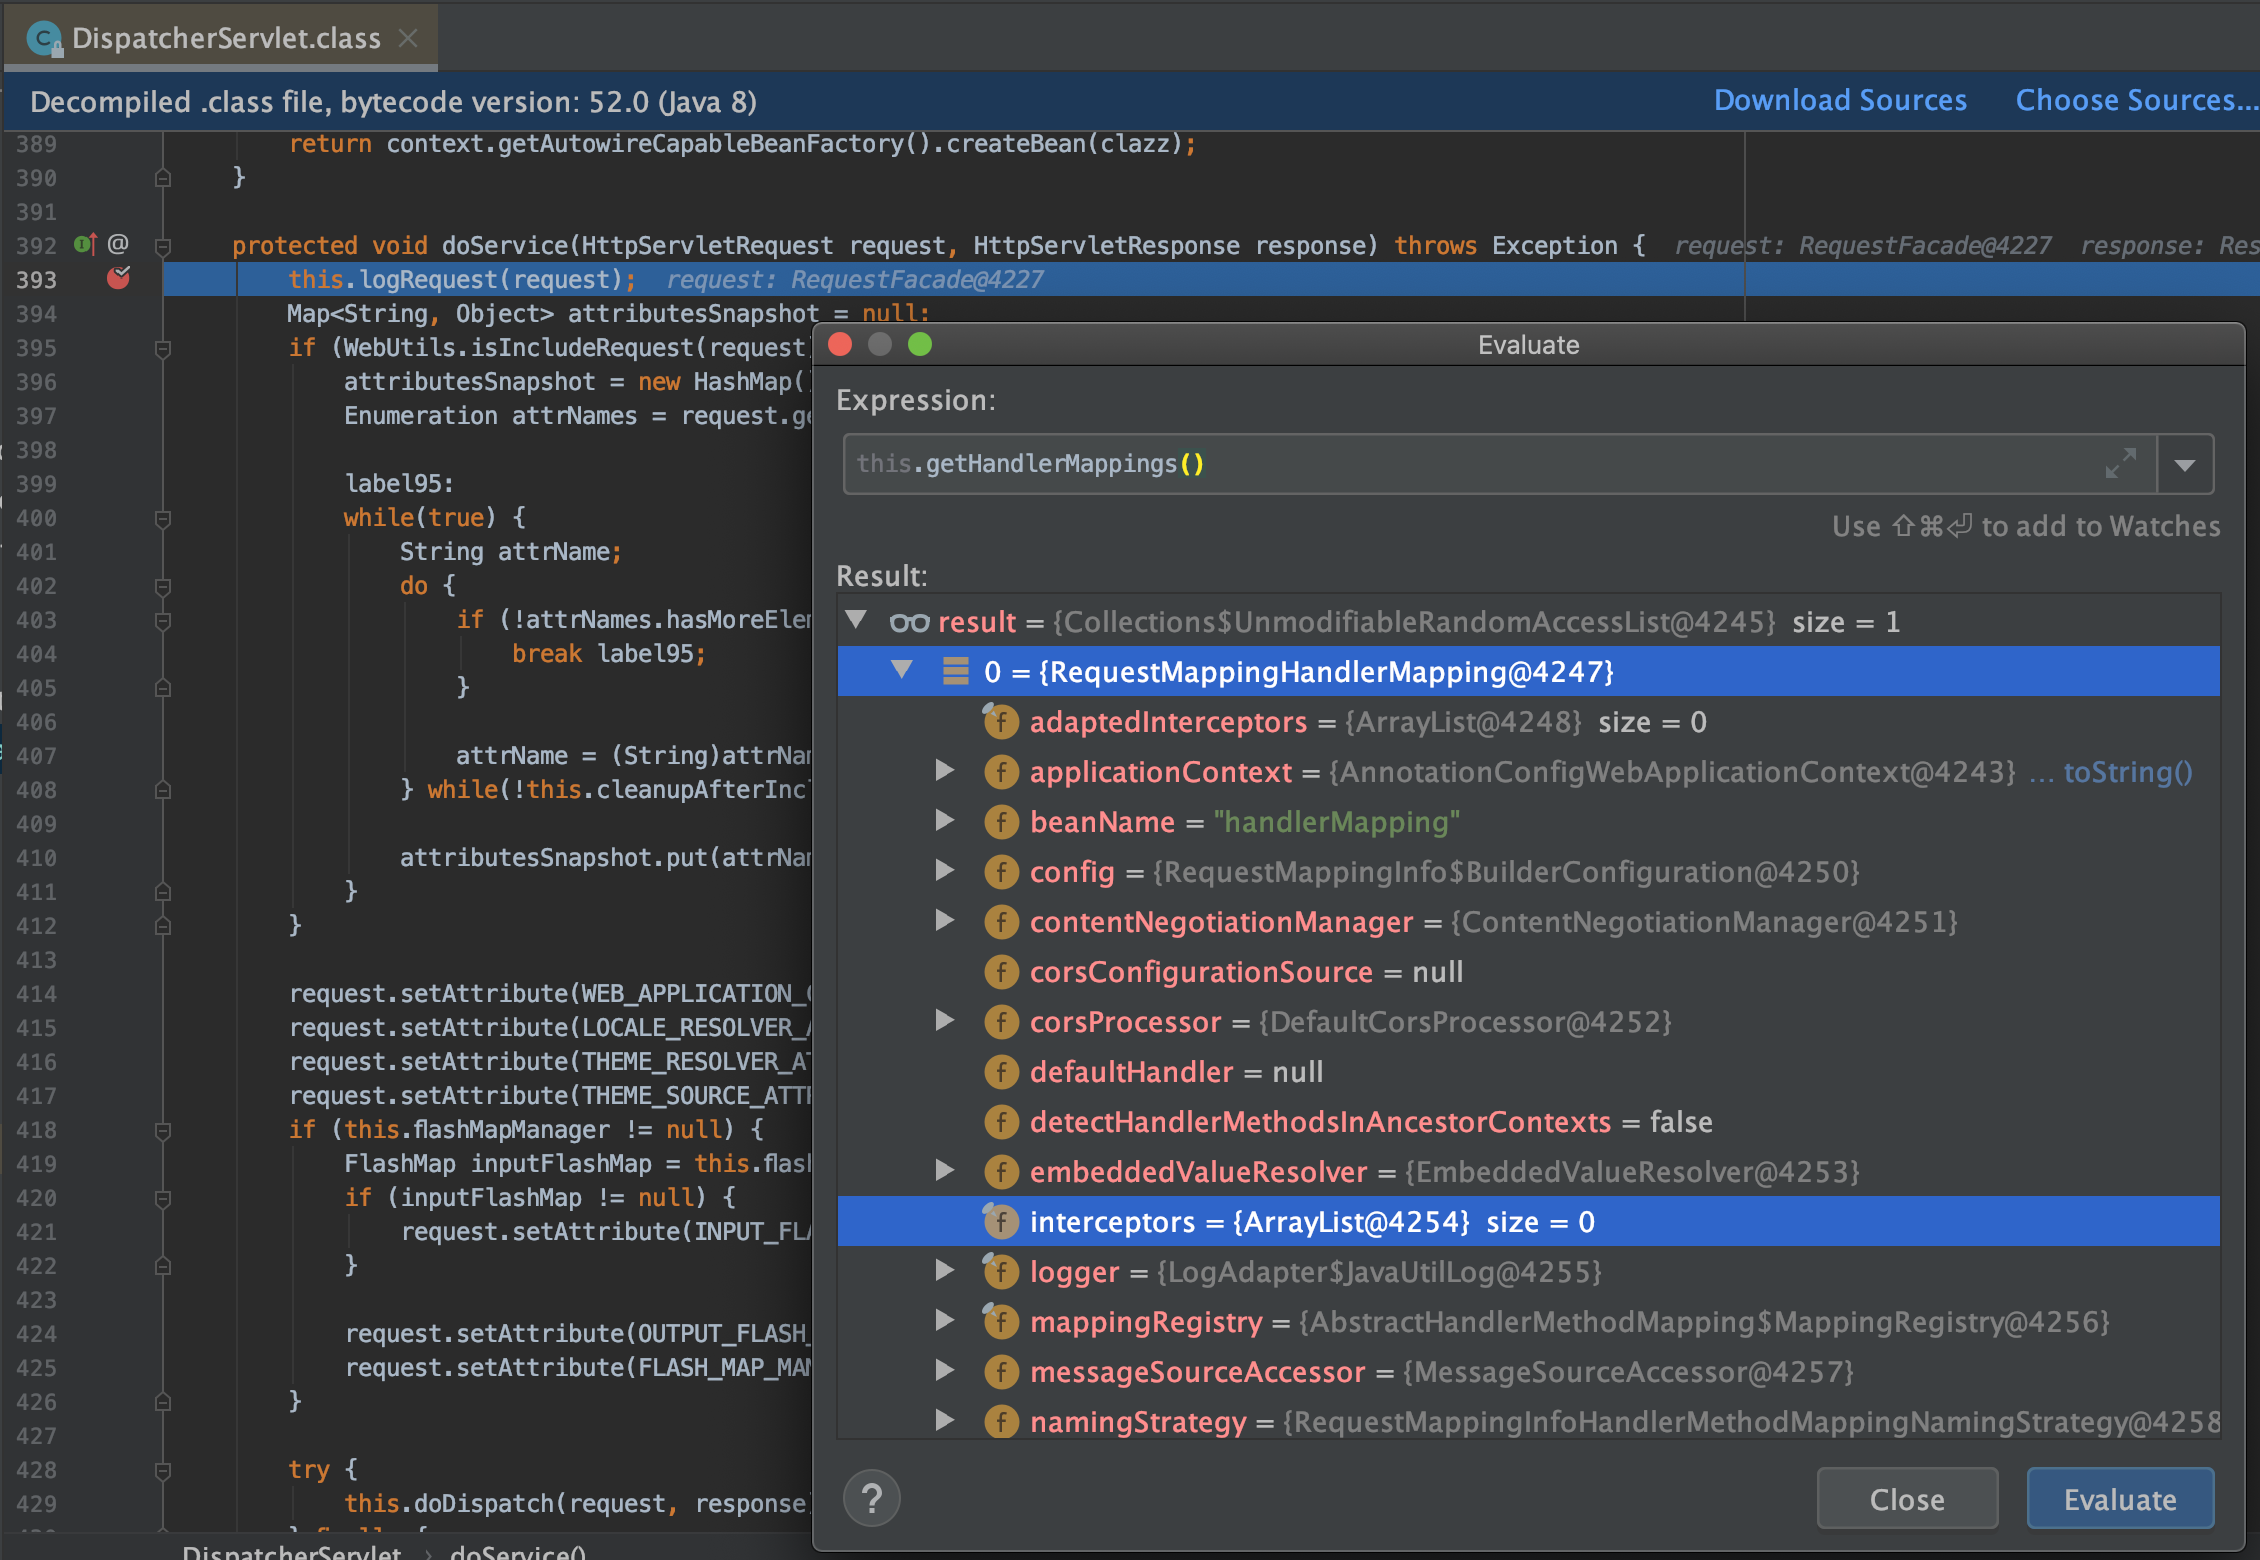 DispatcherServlet.class
Decompiled .class file, bytecode version: 52.0 (Java 8)
Download Sources
Choose Sources...
389 return context.getAutowireCapableBeanFactory().createBean(clazz);
390 }
391
392 @ protected void doService(HttpServletRequest request, HttpServletResponse response) throws Exception { request: RequestFacade@4227 response: Res
393 this.logRequest(request); request: RequestFacade@4227
394 Map<String, Object> attributesSnapshot = null;
395 if (WebUtils.isIncludeRequest(request)
396 attributesSnapshot = new HashMap(
397 Enumeration attrNames = request.ge
398
399 label95:
400 while(true) {
401 String attrName;
402 do {
403 if (!attrNames.hasMoreElem
404 break label95;
405 }
406
407 attrName = (String)attrNam
408 } while(!this.cleanupAfterIncl
409
410 attributesSnapshot.put(attrNam
411 }
412 }
413
414 request.setAttribute(WEB_APPLICATION_
415 request.setAttribute(LOCALE_RESOLVER_A
416 request.setAttribute(THEME_RESOLVER_AT
417 request.setAttribute(THEME_SOURCE_ATTR
418 if (this.flashMapManager != null) {
419 FlashMap inputFlashMap = this.flash
420 if (inputFlashMap != null) {
421 request.setAttribute(INPUT_FLA
422 }
423
424 request.setAttribute(OUTPUT_FLASH_
425 request.setAttribute(FLASH_MAP_MAN
426 }
427
428 try {
429 this.doDispatch(request, response)
DispatcherServlet › doService()
Evaluate
Expression:
this.getHandlerMappings()
Use ⇧⌘⏎ to add to Watches
Result:
result = {Collections$UnmodifiableRandomAccessList@4245} size = 1
0 = {RequestMappingHandlerMapping@4247}
adaptedInterceptors = {ArrayList@4248} size = 0
applicationContext = {AnnotationConfigWebApplicationContext@4243} ... toString()
beanName = "handlerMapping"
config = {RequestMappingInfo$BuilderConfiguration@4250}
contentNegotiationManager = {ContentNegotiationManager@4251}
corsConfigurationSource = null
corsProcessor = {DefaultCorsProcessor@4252}
defaultHandler = null
detectHandlerMethodsInAncestorContexts = false
embeddedValueResolver = {EmbeddedValueResolver@4253}
interceptors = {ArrayList@4254} size = 0
logger = {LogAdapter$JavaUtilLog@4255}
mappingRegistry = {AbstractHandlerMethodMapping$MappingRegistry@4256}
messageSourceAccessor = {MessageSourceAccessor@4257}
namingStrategy = {RequestMappingInfoHandlerMethodMappingNamingStrategy@4258
?
Close
Evaluate